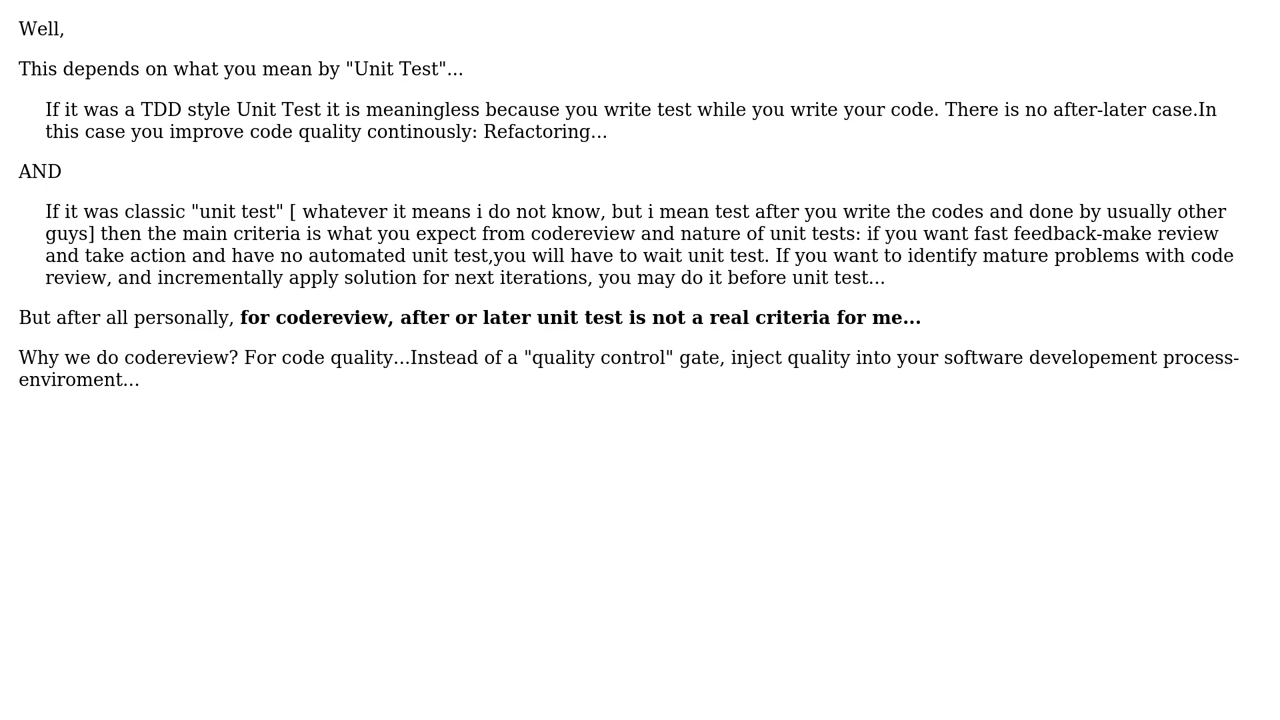 Well,
This depends on what you mean by "Unit Test"...
If it was a TDD style Unit Test it is meaningless because you write test while you write your code. There is no after-later case.In
this case you improve code quality continously: Refactoring...
AND
If it was classic "unit test" [ whatever it means i do not know, but i mean test after you write the codes and done by usually other
guys] then the main criteria is what you expect from codereview and nature of unit tests: if you want fast feedback-make review
and take action and have no automated unit test,you will have to wait unit test. If you want to identify mature problems with code
review, and incrementally apply solution for next iterations, you may do it before unit test...
But after all personally, for codereview, after or later unit test is not a real criteria for me...
Why we do codereview? For code quality...Instead of a "quality control" gate, inject quality into your software developement process-
enviroment...